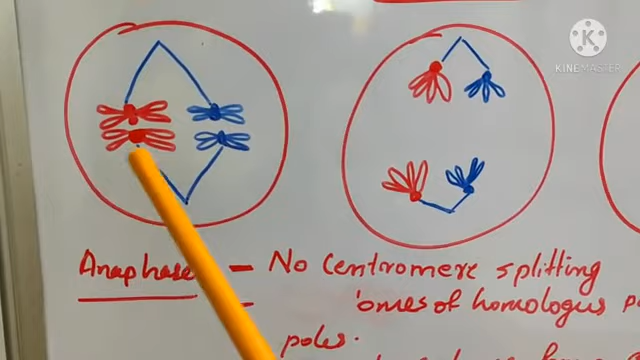 KINEMASTER
Anaphase - No Centromere splitting
'omes of homologus
poles.